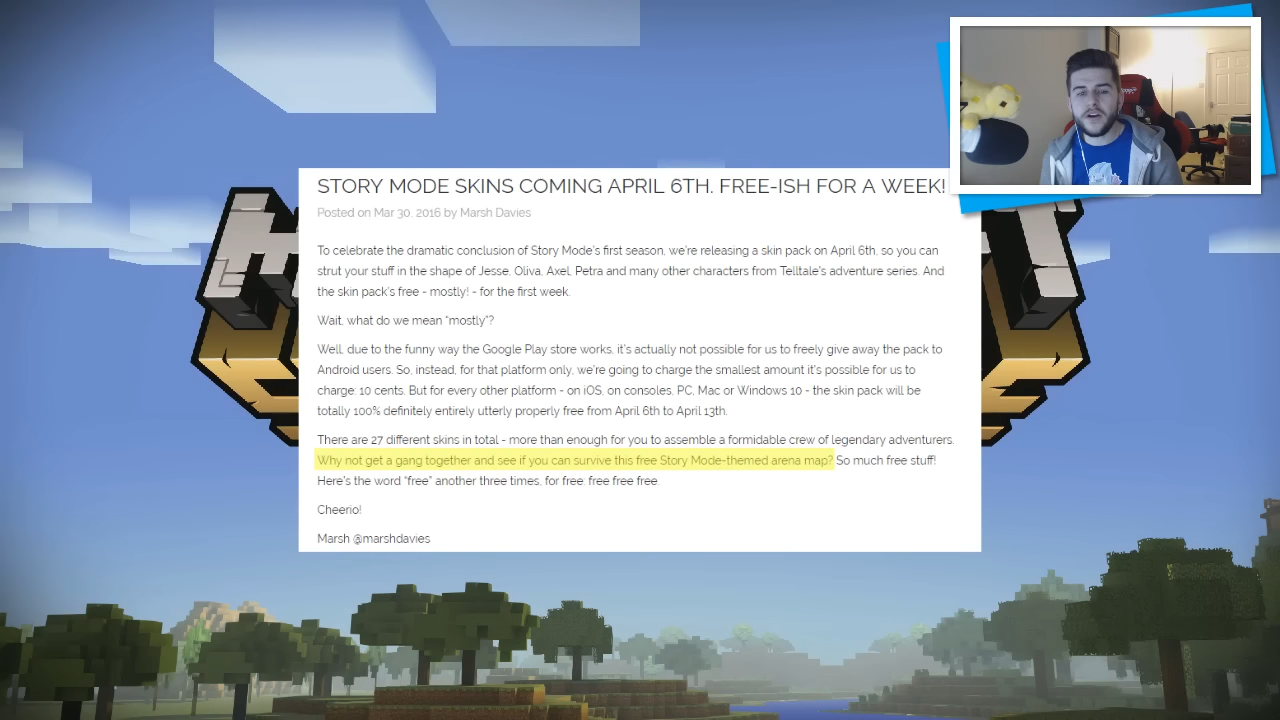 STORY MODE SKINS COMING APRIL 6TH. FREE-ISH FOR A WEEK!
Posted on Mar 30, 2016 by Marsh Davies
To celebrate the dramatic conclusion of Story Mode's first season, we're releasing a skin pack on April 6th, so you can
strut your stuff in the shape of Jesse, Oliva, Axel, Petra and many other characters from Telltale's adventure series. And
the skin pack's free - mostly! - for the first week.
Wait, what do we mean "mostly"?
Well, due to the funny way the Google Play store works, it's actually not possible for us to freely give away the pack to
Android users. So, instead, for that platform only, we're going to charge the smallest amount it's possible for us to
charge: 10 cents. But for every other platform - on iOS, on consoles, PC, Mac or Windows 10 - the skin pack will be
totally 100% definitely entirely utterly properly free from April 6th to April 13th.
There are 27 different skins in total - more than enough for you to assemble a formidable crew of legendary adventurers.
Why not get a gang together and see if you can survive this free Story Mode-themed arena map? So much free stuff!
Here's the word "free" another three times, for free: free free free.
Cheerio!
Marsh @marshdavies